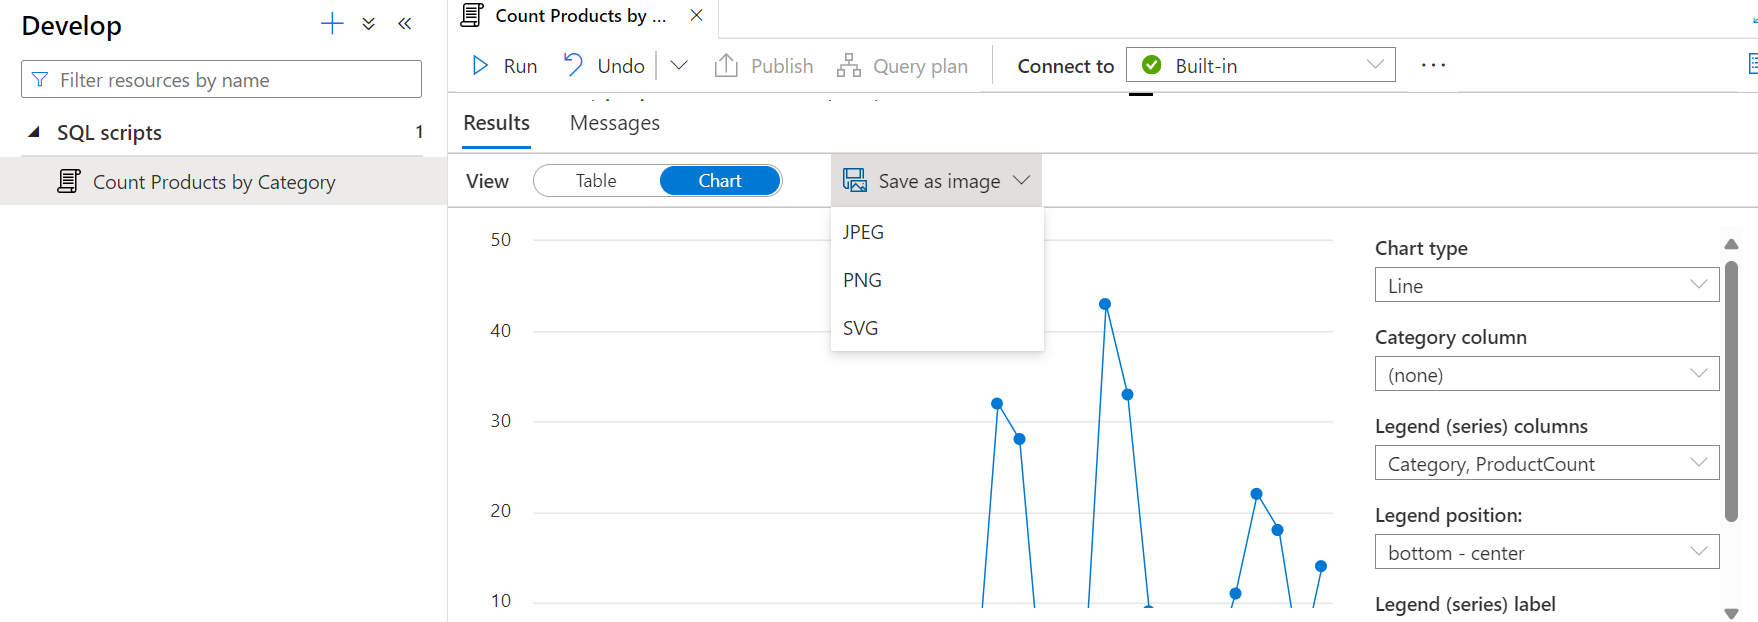 Develop
Filter resources by name
SQL scripts 1
Count Products by Category
Count Products by ...
Run Undo Publish Query plan Connect to Built-in ...
Results Messages
View Table Chart Save as image
JPEG
PNG
SVG
50
40
30
20
10
Chart type
Line
Category column
(none)
Legend (series) columns
Category, ProductCount
Legend position:
bottom - center
Legend (series) label